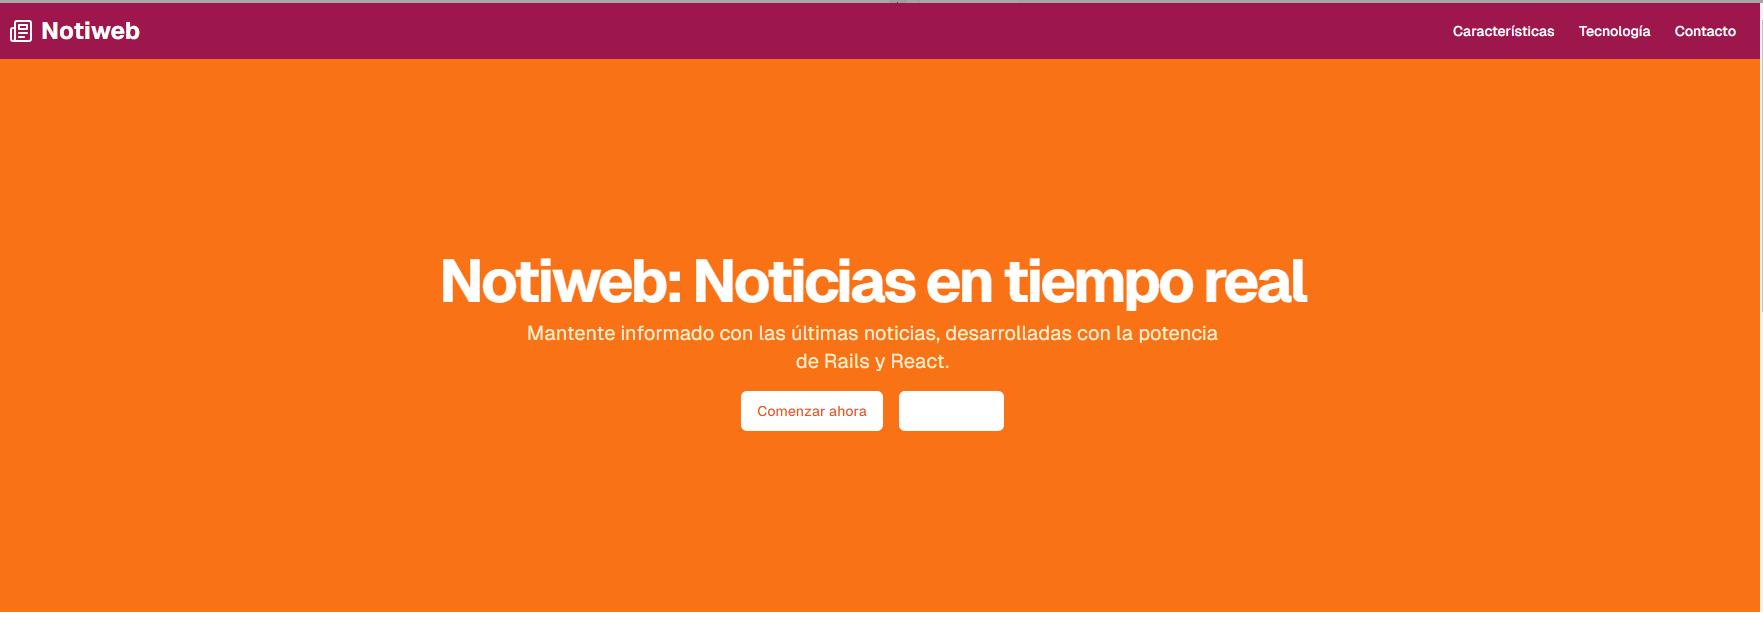 Notiweb
Características
Tecnología
Contacto
Notiweb: Noticias en tiempo real
Mantente informado con las últimas noticias, desarrolladas con la potencia
de Rails y React.
Comenzar ahora